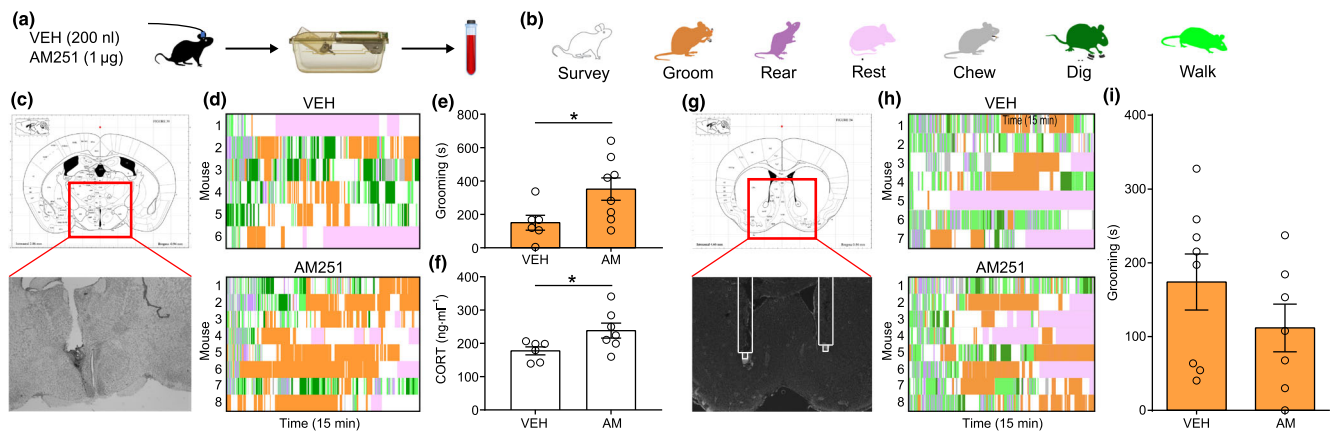 (a)
VEH (200 nl)
AM251 (1 µg)
(b)
Survey
Groom
Rear
Rest
Chew
Dig
Walk
(c)
(d)
VEH
Mouse
1
2
3
4
5
6
AM251
Mouse
1
2
3
4
5
6
7
8
Time (15 min)
(e)
Grooming (s)
800
600
400
200
0
*
VEH
AM
(f)
CORT (ng·ml⁻¹)
400
300
200
100
0
*
VEH
AM
(g)
(h)
VEH
Time (15 min)
Mouse
1
2
3
4
5
6
7
AM251
Mouse
1
2
3
4
5
6
7
8
Time (15 min)
(i)
Grooming (s)
400
300
200
100
0
VEH
AM